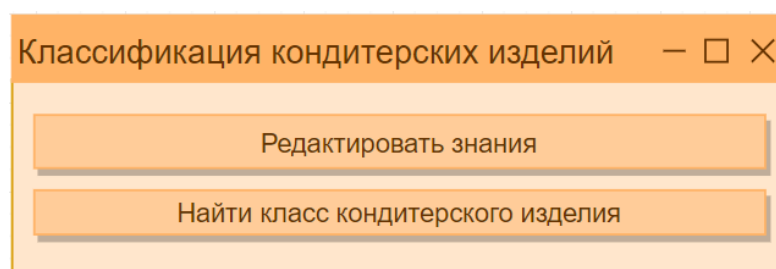 Классификация кондитерских изделий
Редактировать знания
Найти класс кондитерского изделия